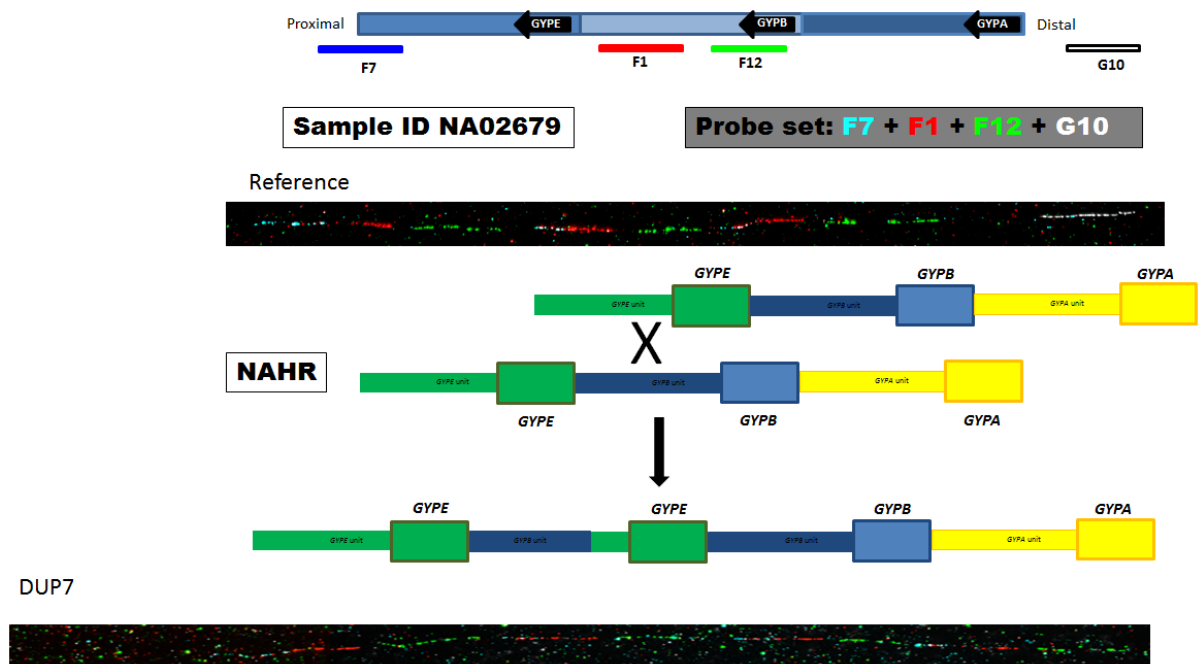 Proximal GYPE GYPB GYPA Distal
F7 F1 F12 G10
Sample ID NA02679 Probe set: F7 + F1 + F12 + G10
Reference
GYPE GYPB GYPA
GYPE unit GYPB unit GYPA unit
X
NAHR
GYPE unit GYPB unit GYPA unit
GYPE GYPB GYPA
GYPE GYPE GYPB GYPA
GYPE unit GYPB unit GYPB unit GYPA unit
DUP7